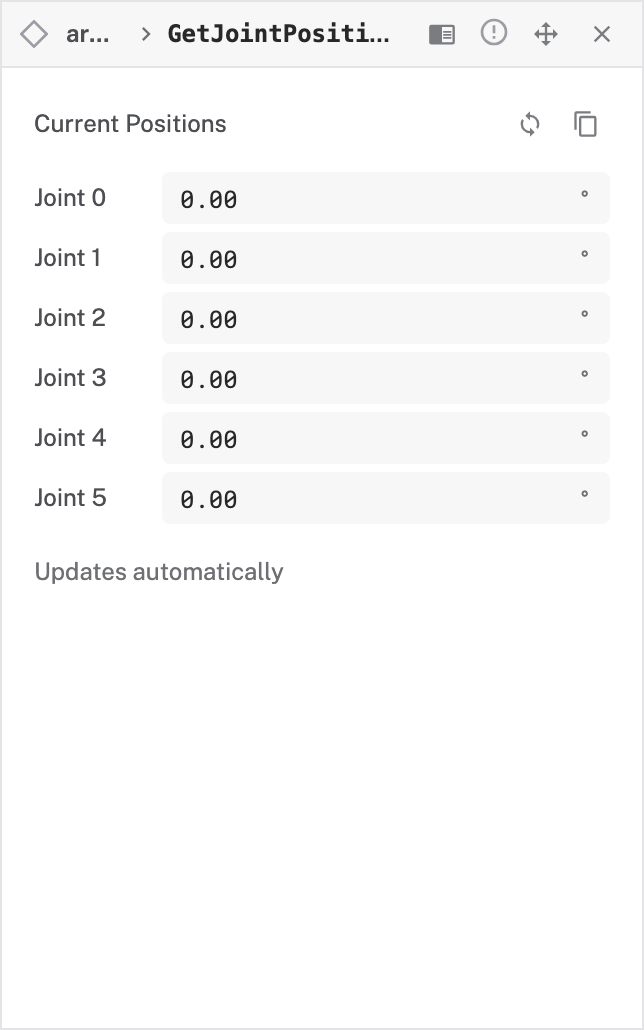 ar... > GetJointPositi...
Current Positions
Joint 0 0.00 °
Joint 1 0.00 °
Joint 2 0.00 °
Joint 3 0.00 °
Joint 4 0.00 °
Joint 5 0.00 °
Updates automatically